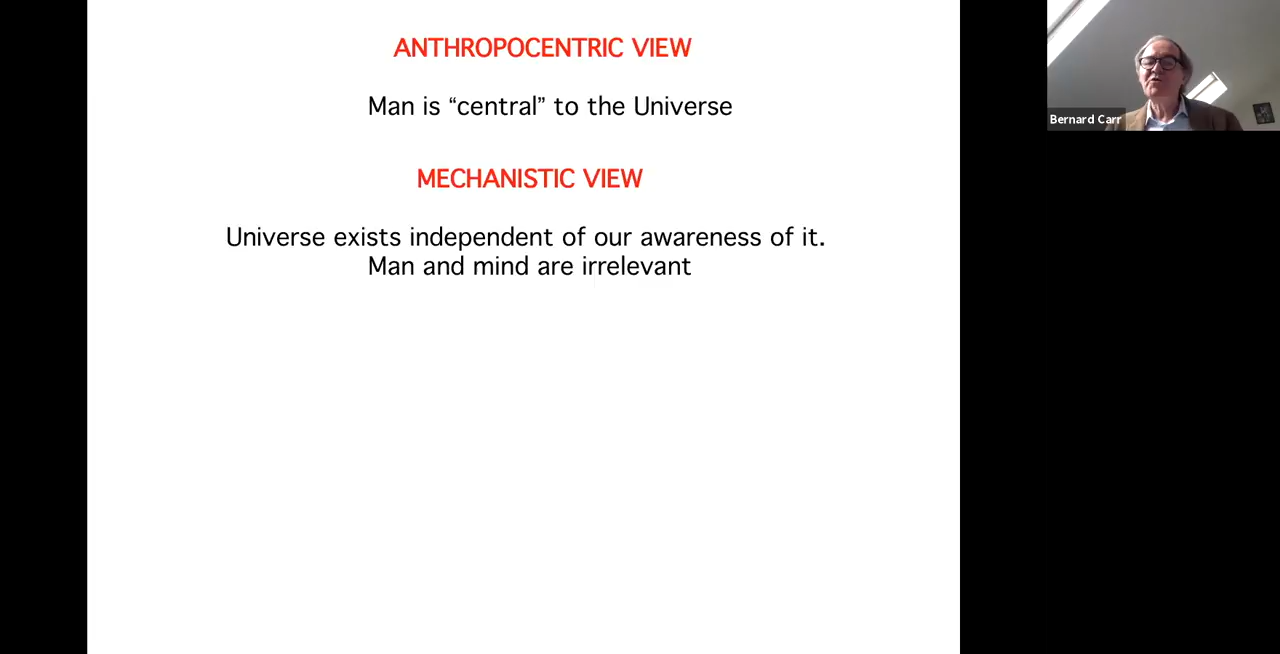 ANTHROPOCENTRIC VIEW
Man is “central” to the Universe
MECHANISTIC VIEW
Universe exists independent of our awareness of it.
Man and mind are irrelevant
Bernard Carr